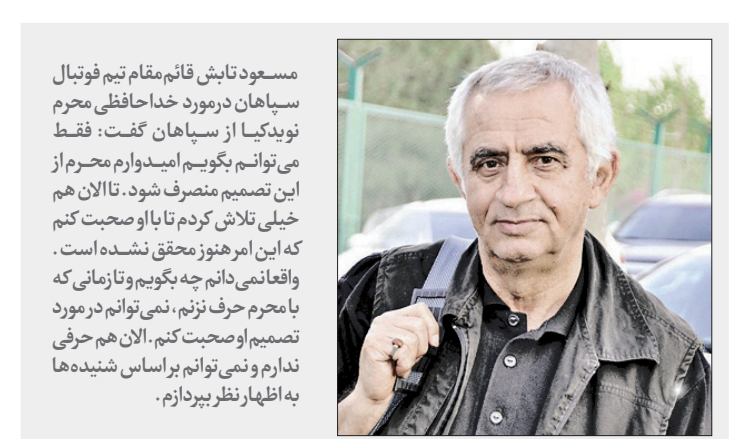 مسعود تابش قائم‌مقام تیم فوتبال
سپاهان درمورد خداحافظی محرم
نویدکیا از سپاهان گفت: فقط
می‌توانم بگویم امیدوارم محرم از
این تصمیم منصرف شود. تا الان هم
خیلی تلاش کردم تا با او صحبت کنم
که این امر هنوز محقق نشده است.
واقعا نمی‌دانم چه بگویم و تا زمانی که
با محرم حرف نزنم، نمی‌توانم در مورد
تصمیم او صحبت کنم. الان هم حرفی
ندارم و نمی‌توانم براساس شنیده‌ها
به اظهار نظر بپردازم.